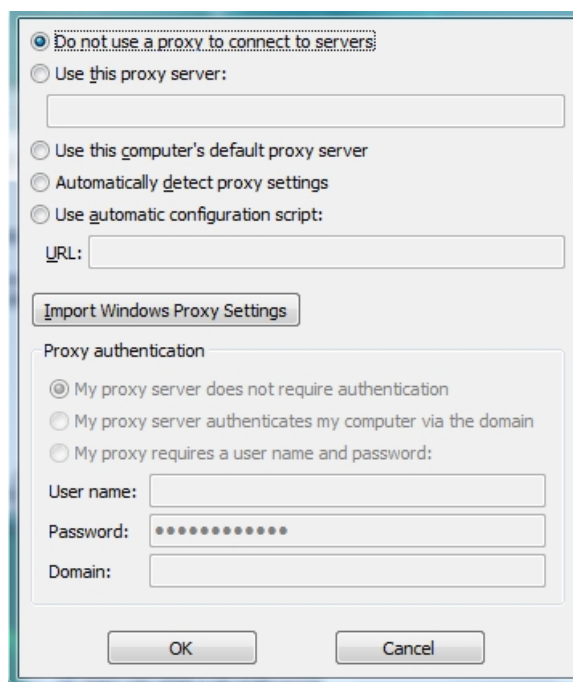 Do not use a proxy to connect to servers
Use this proxy server:
Use this computer's default proxy server
Automatically detect proxy settings
Use automatic configuration script:
URL:
Import Windows Proxy Settings
Proxy authentication
My proxy server does not require authentication
My proxy server authenticates my computer via the domain
My proxy requires a user name and password:
User name:
Password: ●●●●●●●●●●●●
Domain:
OK Cancel